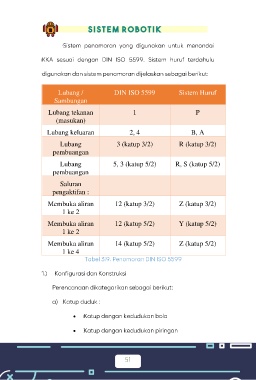 SISTEM ROBOTIK
Sistem penomoran yang digunakan untuk menandai
KKA sesuai dengan DIN ISO 5599. Sistem huruf terdahulu
digunakan dan sistem penomoran dijelaskan sebagai berikut:
Lubang / Sambungan DIN ISO 5599 Sistem Huruf
Lubang tekanan (masukan) 1 P
Lubang keluaran 2, 4 B, A
Lubang pembuangan 3 (katup 3/2) R (katup 3/2)
Lubang pembuangan 5, 3 (katup 5/2) R, S (katup 5/2)
Saluran pengaktifan :
Membuka aliran 1 ke 2 12 (katup 3/2) Z (katup 3/2)
Membuka aliran 1 ke 2 12 (katup 5/2) Y (katup 5/2)
Membuka aliran 1 ke 4 14 (katup 5/2) Z (katup 5/2)
Tabel 3.9: Penomoran DIN ISO 5599
1.) Konfigurasi dan Konstruksi
Perencanaan dikategorikan sebagai berikut:
a) Katup duduk :
• Katup dengan kedudukan bola
• Katup dengan kedudukan piringan
51